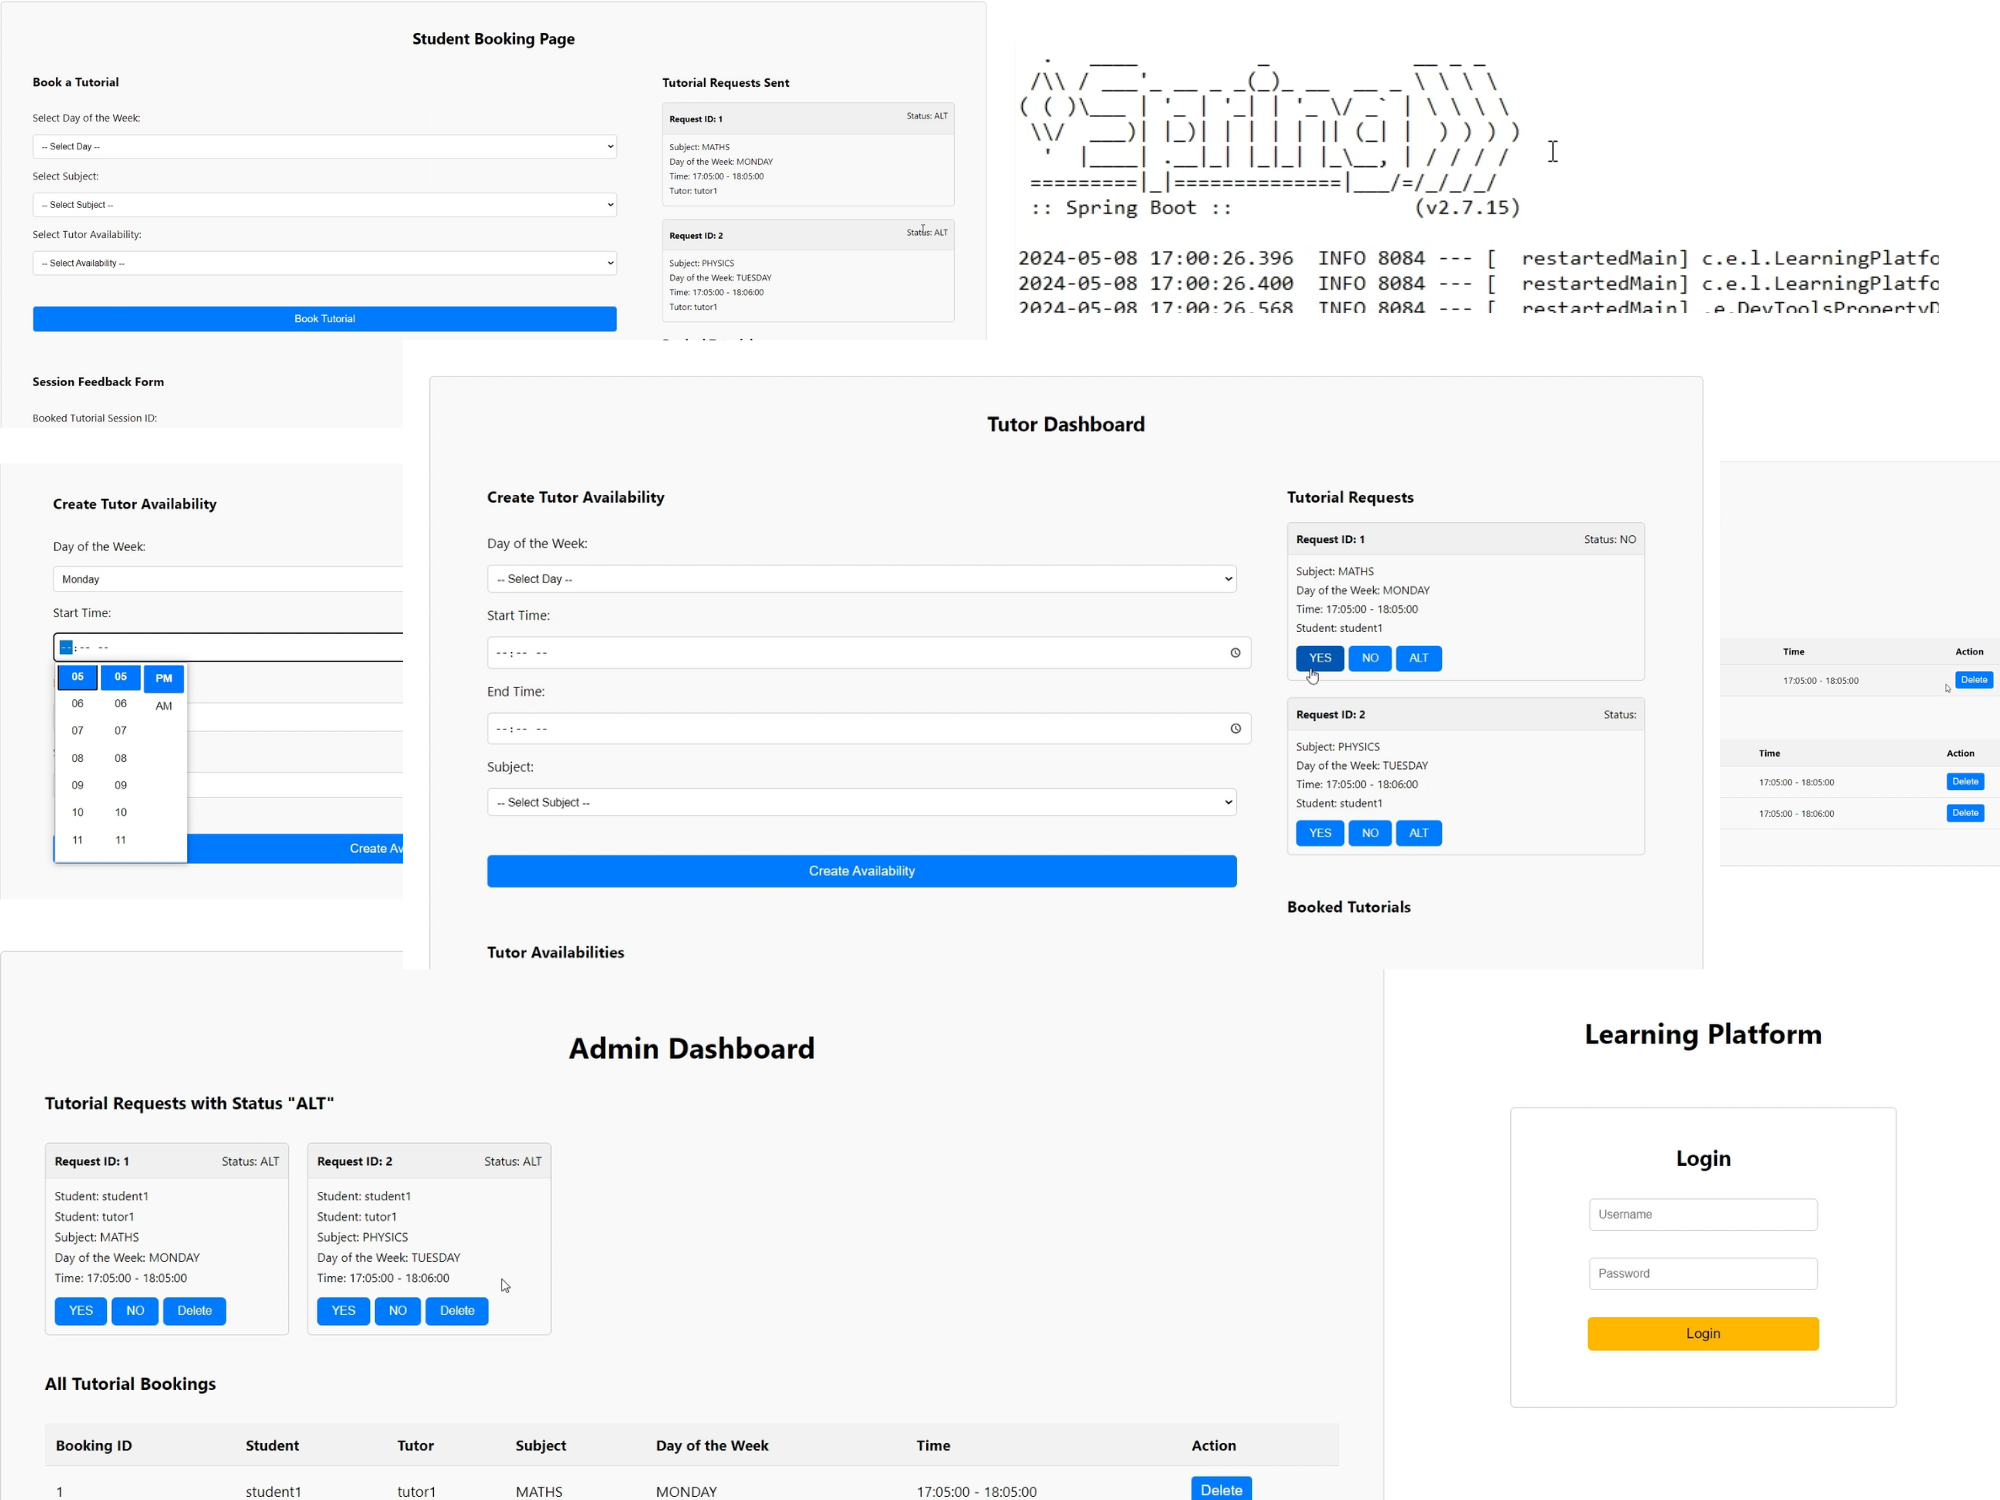 Student Booking Page
Book a Tutorial
Select Day of the Week:
-- Select Day --
Select Subject:
-- Select Subject --
Select Tutor Availability:
-- Select Availability --
Book Tutorial
Session Feedback Form
Booked Tutorial Session ID:
Tutorial Requests Sent
Request ID: 1 Status: ALT
Subject: MATHS
Day of the Week: MONDAY
Time: 17:05:00 - 18:05:00
Tutor: tutor1
Request ID: 2 Status: ALT
Subject: PHYSICS
Day of the Week: TUESDAY
Time: 17:05:00 - 18:06:00
Tutor: tutor1
Spring
:: Spring Boot :: (v2.7.15)
2024-05-08 17:00:26.396 INFO 8084 --- [ restartedMain] c.e.l.LearningPlatfo
2024-05-08 17:00:26.400 INFO 8084 --- [ restartedMain] c.e.l.LearningPlatfo
2024-05-08 17:00:26.568 INFO 8084 --- [ restartedMain] .e.DevToolsPropertyD
Create Tutor Availability
Day of the Week:
Monday
Start Time:
--:-- --
05 05 PM
06 06 AM
07 07
08 08
09 09
10 10
11 11
Create Av
Tutor Dashboard
Create Tutor Availability
Day of the Week:
-- Select Day --
Start Time:
--:-- --
End Time:
--:-- --
Subject:
-- Select Subject --
Create Availability
Tutor Availabilities
Tutorial Requests
Request ID: 1 Status: NO
Subject: MATHS
Day of the Week: MONDAY
Time: 17:05:00 - 18:05:00
Student: student1
YES NO ALT
Request ID: 2 Status:
Subject: PHYSICS
Day of the Week: TUESDAY
Time: 17:05:00 - 18:06:00
Student: student1
YES NO ALT
Booked Tutorials
Time Action
17:05:00 - 18:05:00 Delete
Time Action
17:05:00 - 18:05:00 Delete
17:05:00 - 18:06:00 Delete
Admin Dashboard
Tutorial Requests with Status "ALT"
Request ID: 1 Status: ALT
Student: student1
Student: tutor1
Subject: MATHS
Day of the Week: MONDAY
Time: 17:05:00 - 18:05:00
YES NO Delete
Request ID: 2 Status: ALT
Student: student1
Student: tutor1
Subject: PHYSICS
Day of the Week: TUESDAY
Time: 17:05:00 - 18:06:00
YES NO Delete
All Tutorial Bookings
Booking ID Student Tutor Subject Day of the Week Time Action
1 student1 tutor1 MATHS MONDAY 17:05:00 - 18:05:00 Delete
Learning Platform
Login
Username
Password
Login